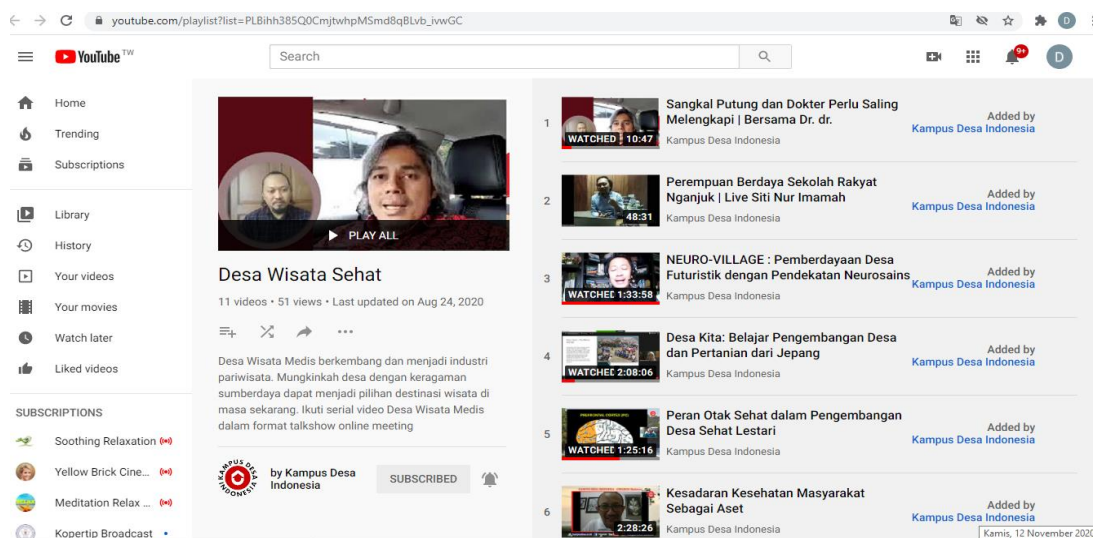 youtube.com/playlist?list=PLBihh385Q0CmjtwhpMSmd8qBLvb_ivwGC
YouTube TW
Search
9+
D
Home
Trending
Subscriptions
Library
History
Your videos
Your movies
Watch later
Liked videos
SUBSCRIPTIONS
Soothing Relaxation
Yellow Brick Cine...
Meditation Relax ...
Kopertip Broadcast
PLAY ALL
Desa Wisata Sehat
11 videos • 51 views • Last updated on Aug 24, 2020
Desa Wisata Medis berkembang dan menjadi industri
pariwisata. Mungkinkah desa dengan keragaman
sumberdaya dapat menjadi pilihan destinasi wisata di
masa sekarang. Ikuti serial video Desa Wisata Medis
dalam format talkshow online meeting
KAMPUS DESA INDONESIA
by Kampus Desa
Indonesia
SUBSCRIBED
1
WATCHED 10:47
Sangkal Putung dan Dokter Perlu Saling
Melengkapi | Bersama Dr. dr.
Kampus Desa Indonesia
Added by
Kampus Desa Indonesia
2
48:31
Perempuan Berdaya Sekolah Rakyat
Nganjuk | Live Siti Nur Imamah
Kampus Desa Indonesia
Added by
Kampus Desa Indonesia
3
WATCHED 1:33:58
NEURO-VILLAGE : Pemberdayaan Desa
Futuristik dengan Pendekatan Neurosains
Kampus Desa Indonesia
Added by
Kampus Desa Indonesia
4
WATCHED 2:08:06
Desa Kita: Belajar Pengembangan Desa
dan Pertanian dari Jepang
Kampus Desa Indonesia
Added by
Kampus Desa Indonesia
5
WATCHED 1:25:16
Peran Otak Sehat dalam Pengembangan
Desa Sehat Lestari
Kampus Desa Indonesia
Added by
Kampus Desa Indonesia
6
2:28:26
Kesadaran Kesehatan Masyarakat
Sebagai Aset
Kampus Desa Indonesia
Added by
Kampus Desa Indonesia
Kamis, 12 November 2020
D